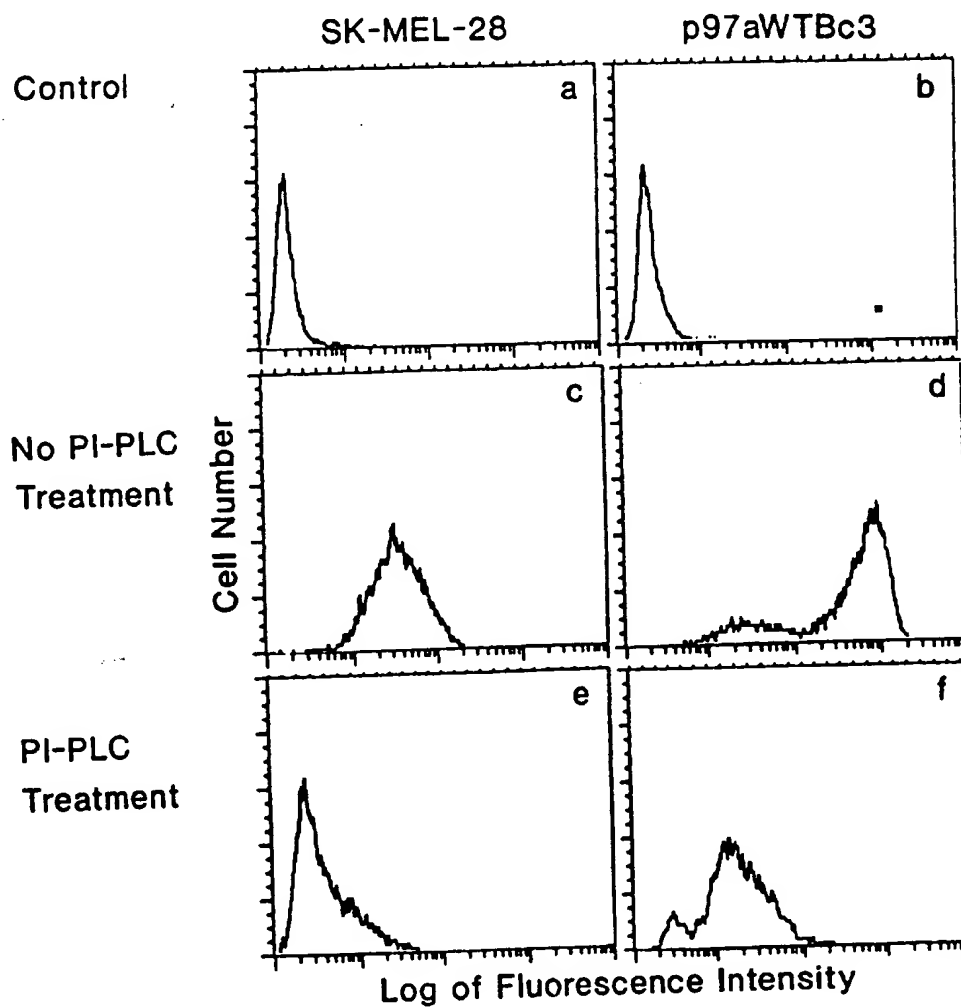 SK-MEL-28
p97aWTBc3
Control
a
b
No PI-PLC
Treatment
Cell Number
c
d
PI-PLC
Treatment
e
f
Log of Fluorescence Intensity